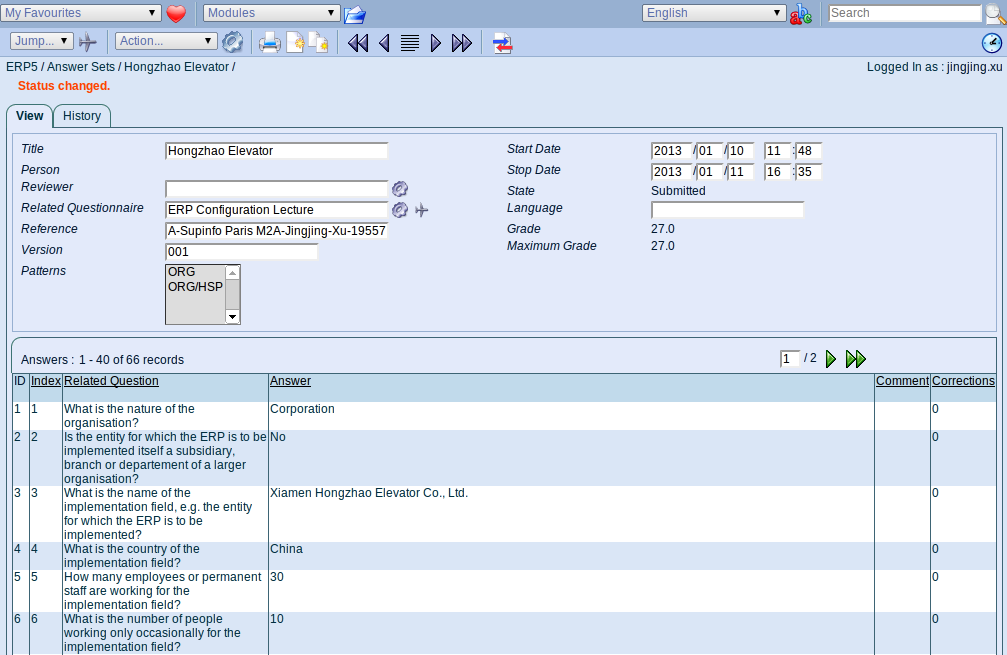 My Favourites Modules English Search
Jump... Action...
ERP5 / Answer Sets / Hongzhao Elevator / Logged In as : jingjing.xu
Status changed.
View History
Title Hongzhao Elevator Start Date 2013 / 01 / 10 11 : 48
Person Stop Date 2013 / 01 / 11 16 : 35
Reviewer State Submitted
Related Questionnaire ERP Configuration Lecture Language
Reference A-Supinfo Paris M2A-Jingjing-Xu-19557 Grade 27.0
Version 001 Maximum Grade 27.0
Patterns ORG
ORG/HSP
Answers : 1 - 40 of 66 records 1 / 2
ID Index Related Question Answer Comment Corrections
1 1 What is the nature of the Corporation 0
organisation?
2 2 Is the entity for which the ERP is to be No 0
implemented itself a subsidiary,
branch or departement of a larger
organisation?
3 3 What is the name of the Xiamen Hongzhao Elevator Co., Ltd. 0
implementation field, e.g. the entity
for which the ERP is to be
implemented?
4 4 What is the country of the China 0
implementation field?
5 5 How many employees or permanent 30 0
staff are working for the
implementation field?
6 6 What is the number of people 10 0
working only occasionally for the
implementation field?